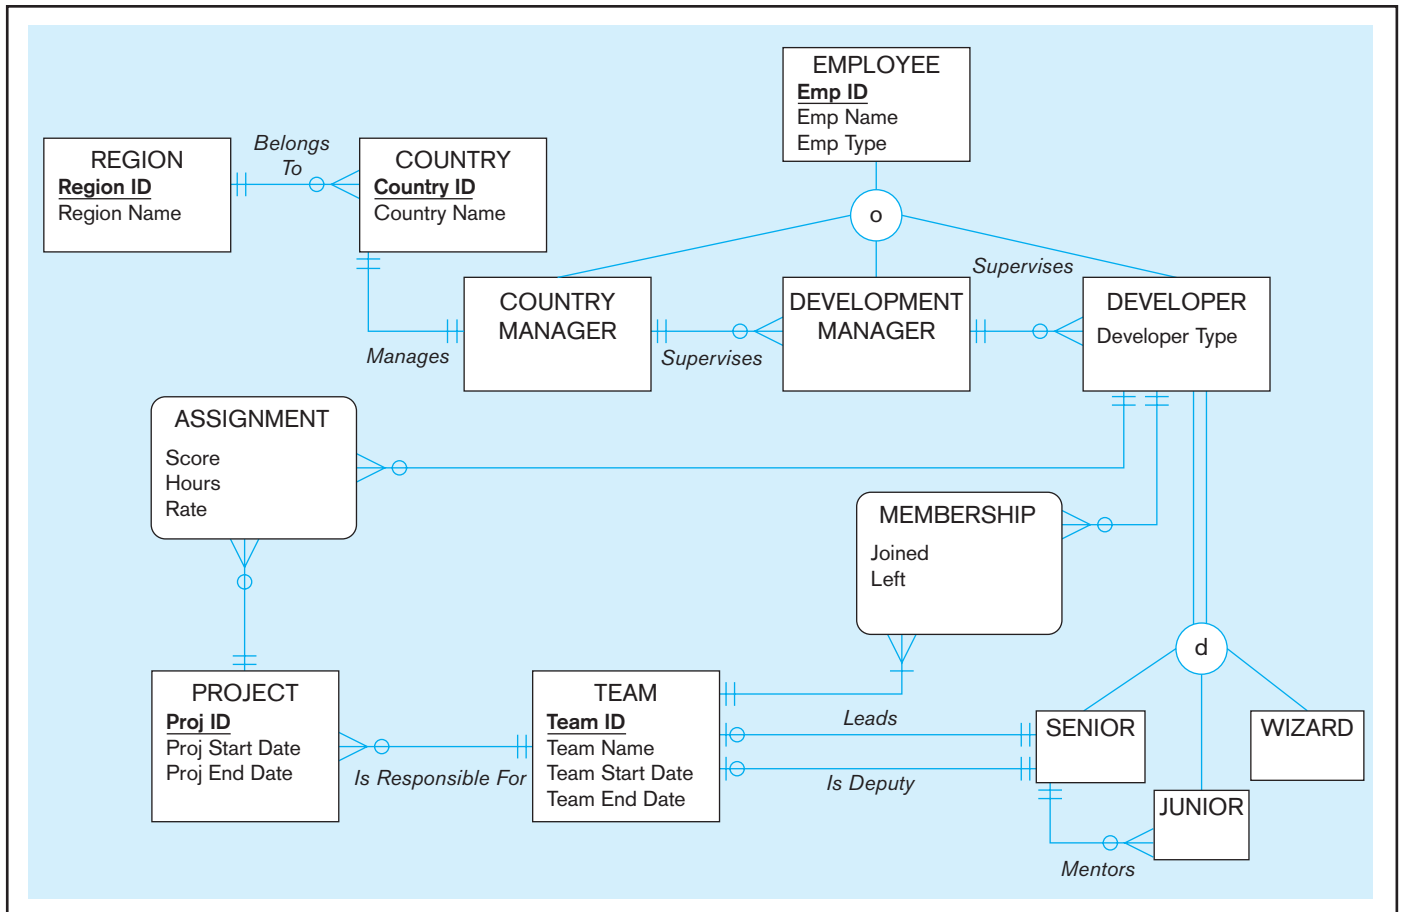 EMPLOYEE
Emp ID
Emp Name
Emp Type
REGION
Region ID
Region Name
Belongs
To
COUNTRY
Country ID
Country Name
o
Supervises
COUNTRY
MANAGER
DEVELOPMENT
MANAGER
DEVELOPER
Developer Type
Manages
Supervises
ASSIGNMENT
Score
Hours
Rate
MEMBERSHIP
Joined
Left
d
PROJECT
Proj ID
Proj Start Date
Proj End Date
Is Responsible For
TEAM
Team ID
Team Name
Team Start Date
Team End Date
Leads
Is Deputy
SENIOR
WIZARD
JUNIOR
Mentors